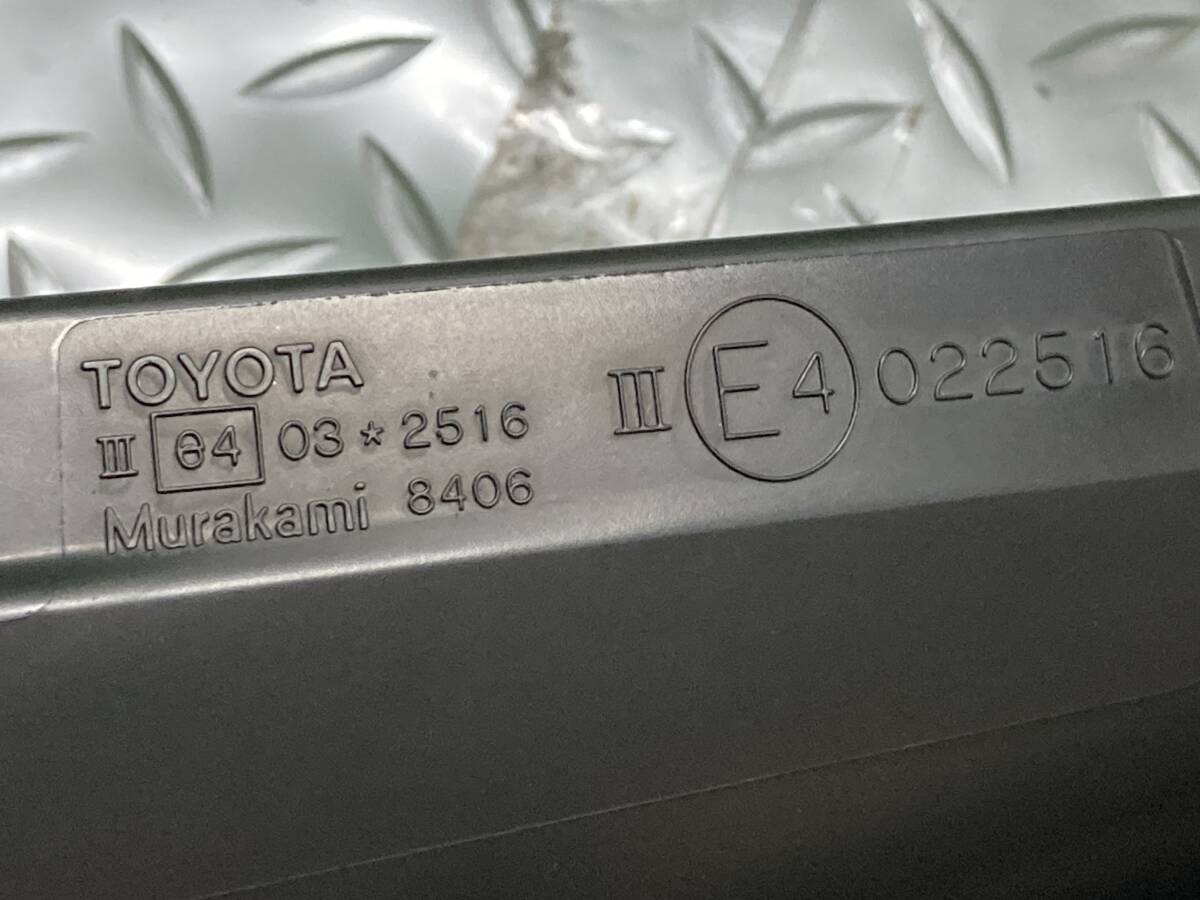 TOYOTA
III e4 03*2516
Murakami 8406
III E4 022516